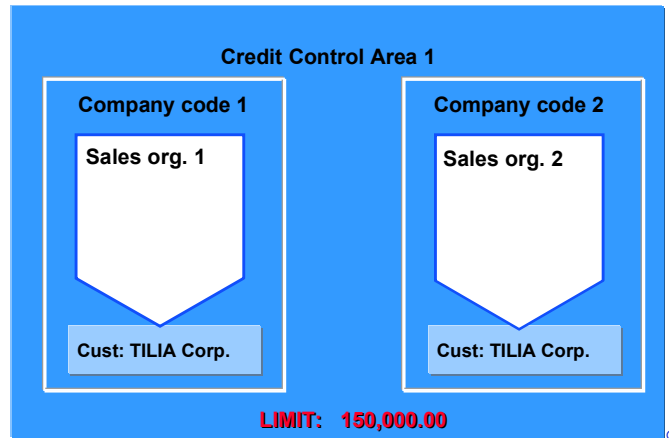 Credit Control Area 1
Company code 1
Company code 2
Sales org. 1
Sales org. 2
Cust: TILIA Corp.
Cust: TILIA Corp.
LIMIT: 150,000.00